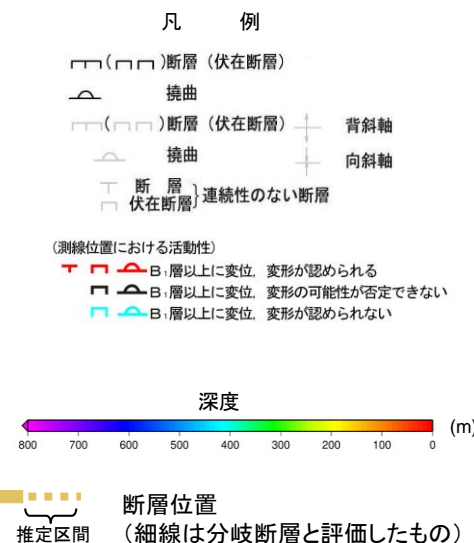 凡 例
( )断層（伏在断層）
撓曲
( )断層（伏在断層） 背斜軸
撓曲 向斜軸
断 層
伏在断層}連続性のない断層
(測線位置における活動性)
B₁層以上に変位，変形が認められる
B₁層以上に変位，変形の可能性が否定できない
B₁層以上に変位，変形が認められない
深度
800 700 600 500 400 300 200 100 0 (m)
断層位置
推定区間 （細線は分岐断層と評価したもの）